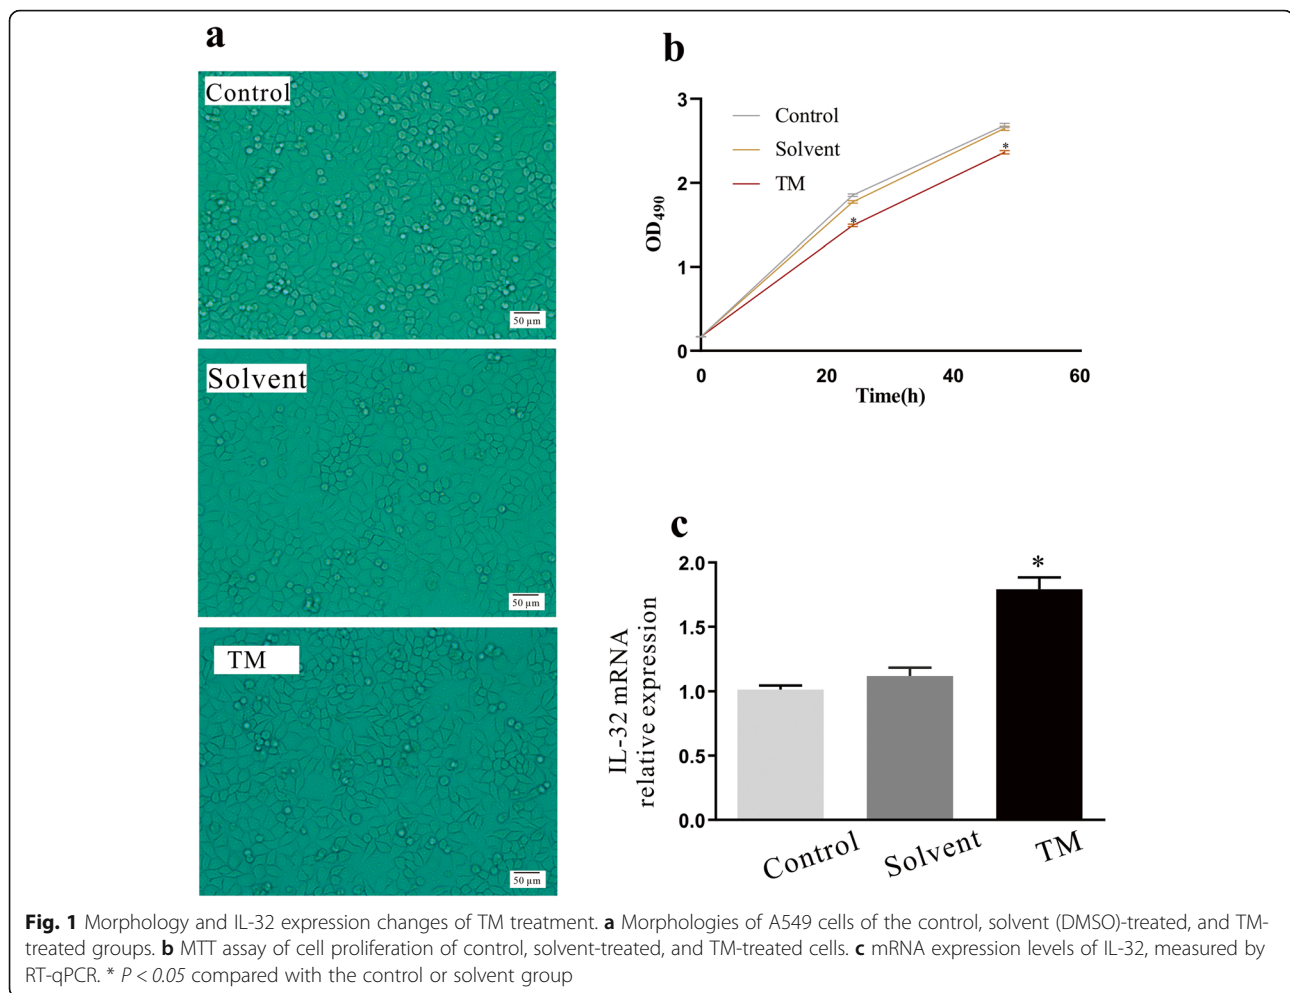 a
Control
50 µm
Solvent
50 µm
TM
50 µm
b
3
2
1
0
OD490
Control
Solvent
TM
*
*
0
20
40
60
Time(h)
c
2.0
1.5
1.0
0.5
0.0
IL-32 mRNA
relative expression
*
Control
Solvent
TM
Fig. 1 Morphology and IL-32 expression changes of TM treatment. a Morphologies of A549 cells of the control, solvent (DMSO)-treated, and TM-
treated groups. b MTT assay of cell proliferation of control, solvent-treated, and TM-treated cells. c mRNA expression levels of IL-32, measured by
RT-qPCR. * P < 0.05 compared with the control or solvent group